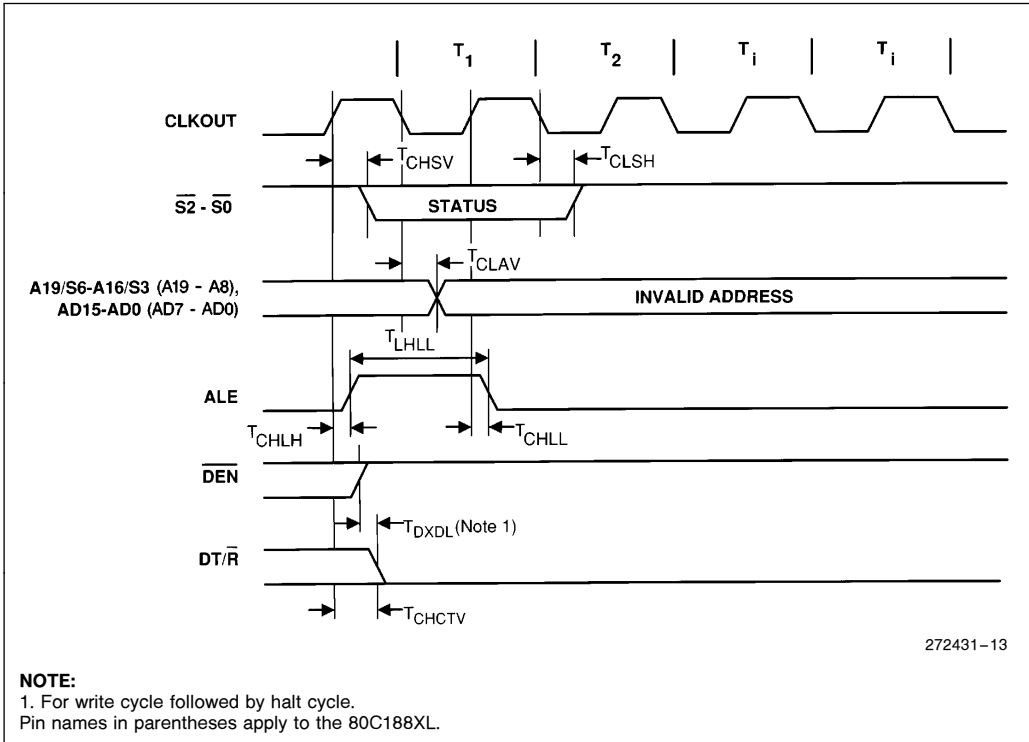 T1 T2 Ti Ti
CLKOUT
TCHSV TCLSH
S2 - S0 STATUS
TCLAV
A19/S6-A16/S3 (A19 - A8),
AD15-AD0 (AD7 - AD0)
INVALID ADDRESS
TLHLL
ALE
TCHLH TCHLL
DEN
TDXDL (Note 1)
DT/R
TCHCTV
272431-13
NOTE:
1. For write cycle followed by halt cycle.
Pin names in parentheses apply to the 80C188XL.